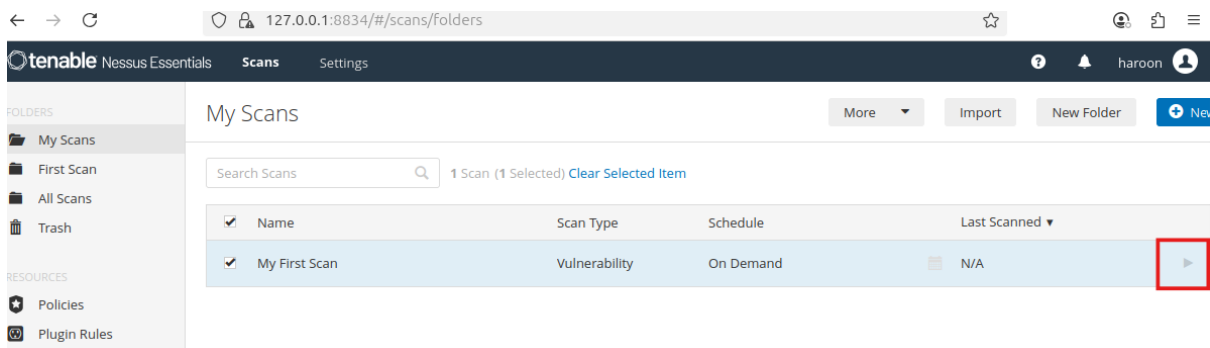 127.0.0.1:8834/#/scans/folders
tenable Nessus Essentials Scans Settings haroon
FOLDERS
My Scans
First Scan
All Scans
Trash
RESOURCES
Policies
Plugin Rules
My Scans
More Import New Folder New
Search Scans 1 Scan (1 Selected) Clear Selected Item
Name Scan Type Schedule Last Scanned
My First Scan Vulnerability On Demand N/A